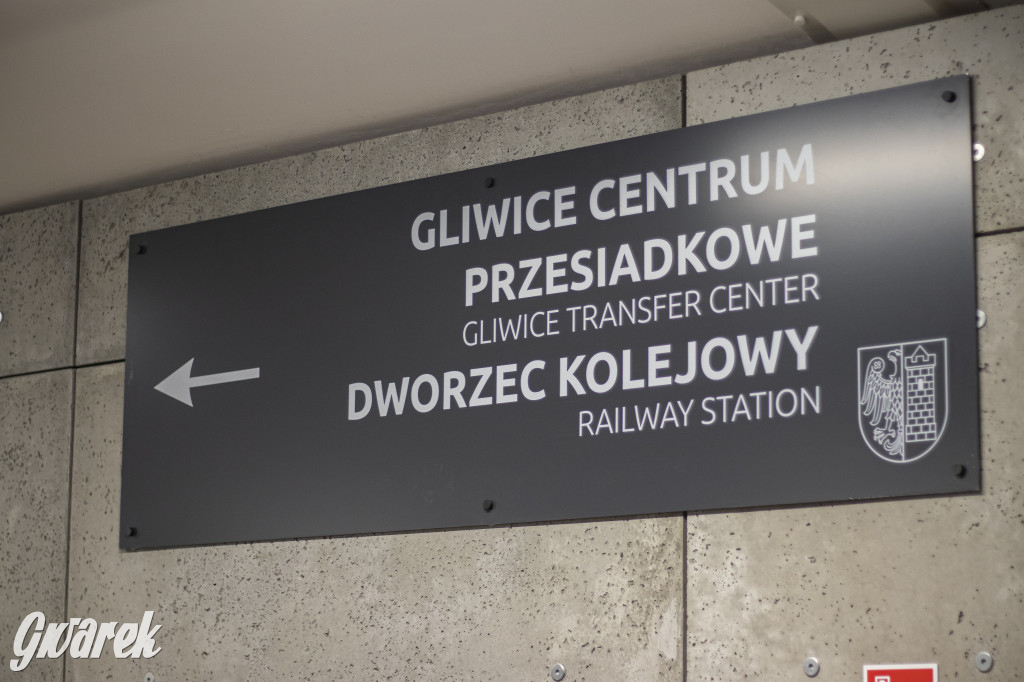 GLIWICE CENTRUM
PRZESIADKOWE
GLIWICE TRANSFER CENTER
DWORZEC KOLEJOWY
RAILWAY STATION
Gwarek